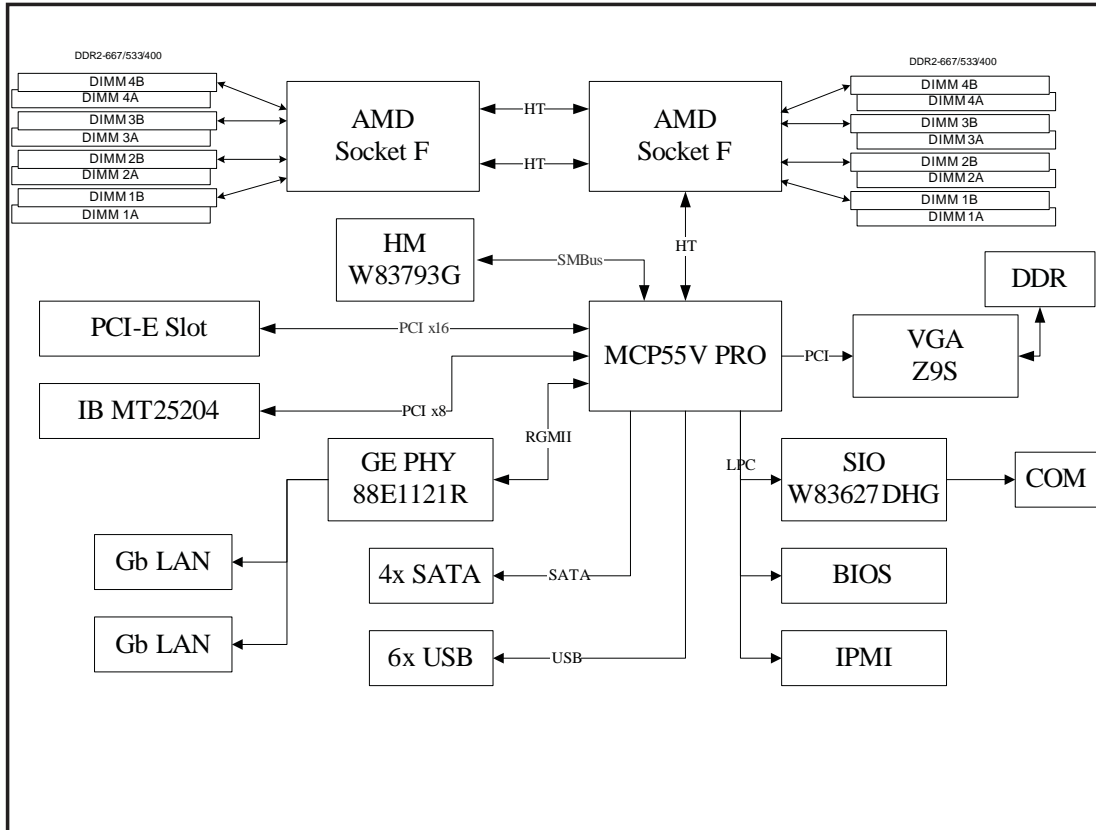 DDR2-667/533/400
DIMM 4B
DIMM 4A
DIMM 3B
DIMM 3A
DIMM 2B
DIMM 2A
DIMM 1B
DIMM 1A
AMD
Socket F
HT
HT
AMD
Socket F
DDR2-667/533/400
DIMM 4B
DIMM 4A
DIMM 3B
DIMM 3A
DIMM 2B
DIMM 2A
DIMM 1B
DIMM 1A
HT
HM
W83793G
SMBus
DDR
PCI-E Slot
PCI x16
MCP55V PRO
PCI
VGA
Z9S
IB MT25204
PCI x8
RGMII
GE PHY
88E1121R
LPC
SIO
W83627DHG
COM
Gb LAN
4x SATA
SATA
BIOS
Gb LAN
6x USB
USB
IPMI